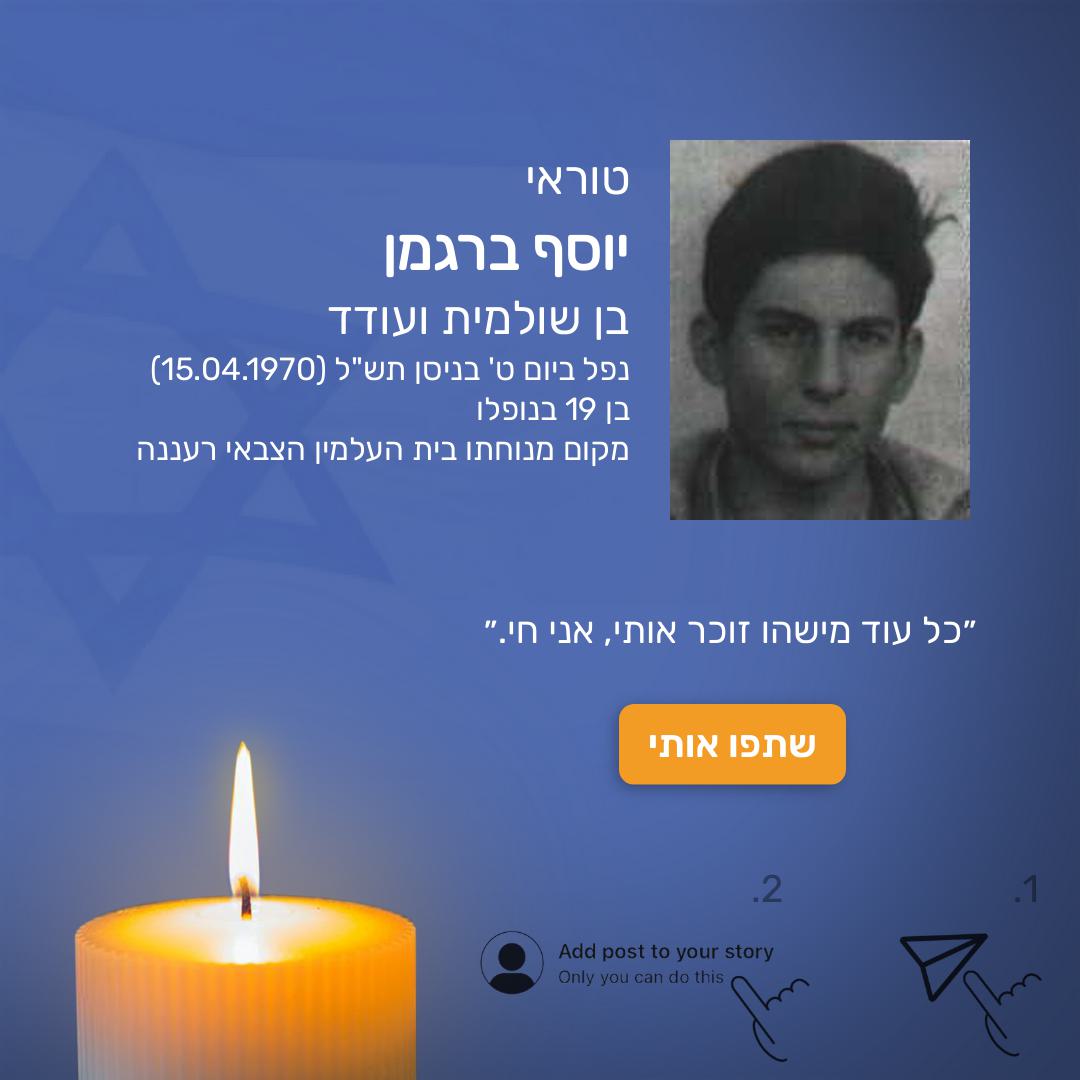 טוראי
יוסף ברגמן
בן שולמית ועודד
נפל ביום ט' בניסן תש"ל (15.04.1970)
בן 19 בנופלו
מקום מנוחתו בית העלמין הצבאי רעננה
״כל עוד מישהו זוכר אותי, אני חי.״
שתפו אותי
.1
.2
Add post to your story
Only you can do this